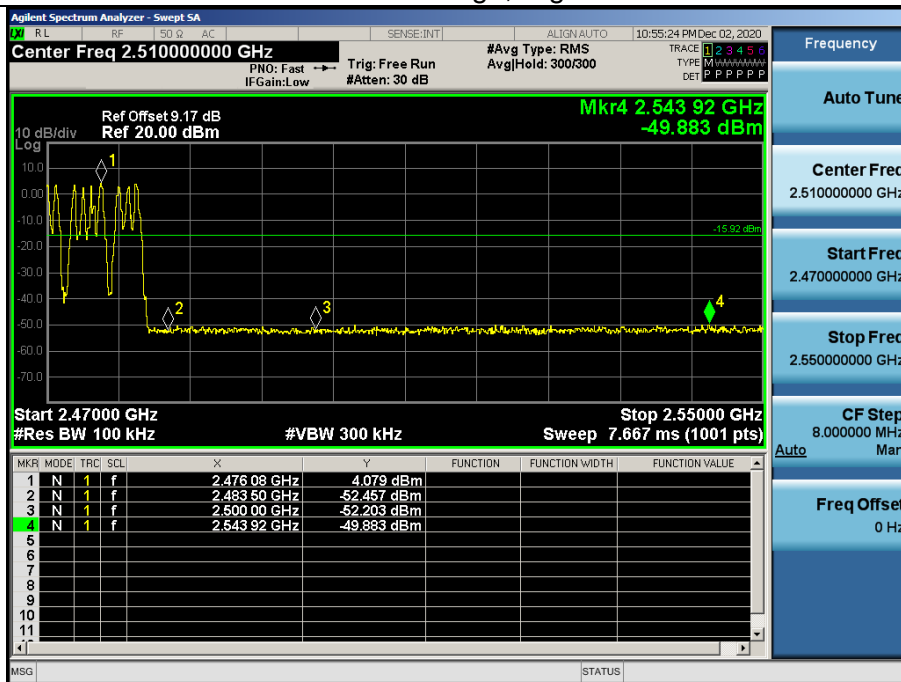 Agilent Spectrum Analyzer - Swept SA
LXI RL RF 50 Ω AC SENSE:INT ALIGN AUTO 10:55:24 PM Dec 02, 2020
Center Freq 2.510000000 GHz #Avg Type: RMS TRACE 1 2 3 4 5 6
PNO: Fast Trig: Free Run Avg|Hold: 300/300 TYPE M WWWWW
IFGain:Low #Atten: 30 dB DET P P P P P P
Frequency
Auto Tune
Center Freq
2.510000000 GHz
Start Freq
2.470000000 GHz
Stop Freq
2.550000000 GHz
CF Step
8.000000 MHz
Auto Man
Freq Offset
0 Hz
Mkr4 2.543 92 GHz
-49.883 dBm
Ref Offset 9.17 dB
10 dB/div Ref 20.00 dBm
Log
10.0
0.00
-10.0
-20.0
-30.0
-40.0
-50.0
-60.0
-70.0
1
2
3
4
-15.92 dBm
Start 2.47000 GHz Stop 2.55000 GHz
#Res BW 100 kHz #VBW 300 kHz Sweep 7.667 ms (1001 pts)
MKR MODE TRC SCL X Y FUNCTION FUNCTION WIDTH FUNCTION VALUE
1 N 1 f 2.476 08 GHz 4.079 dBm
2 N 1 f 2.483 50 GHz -52.457 dBm
3 N 1 f 2.500 00 GHz -52.203 dBm
4 N 1 f 2.543 92 GHz -49.883 dBm
5
6
7
8
9
10
11
MSG STATUS